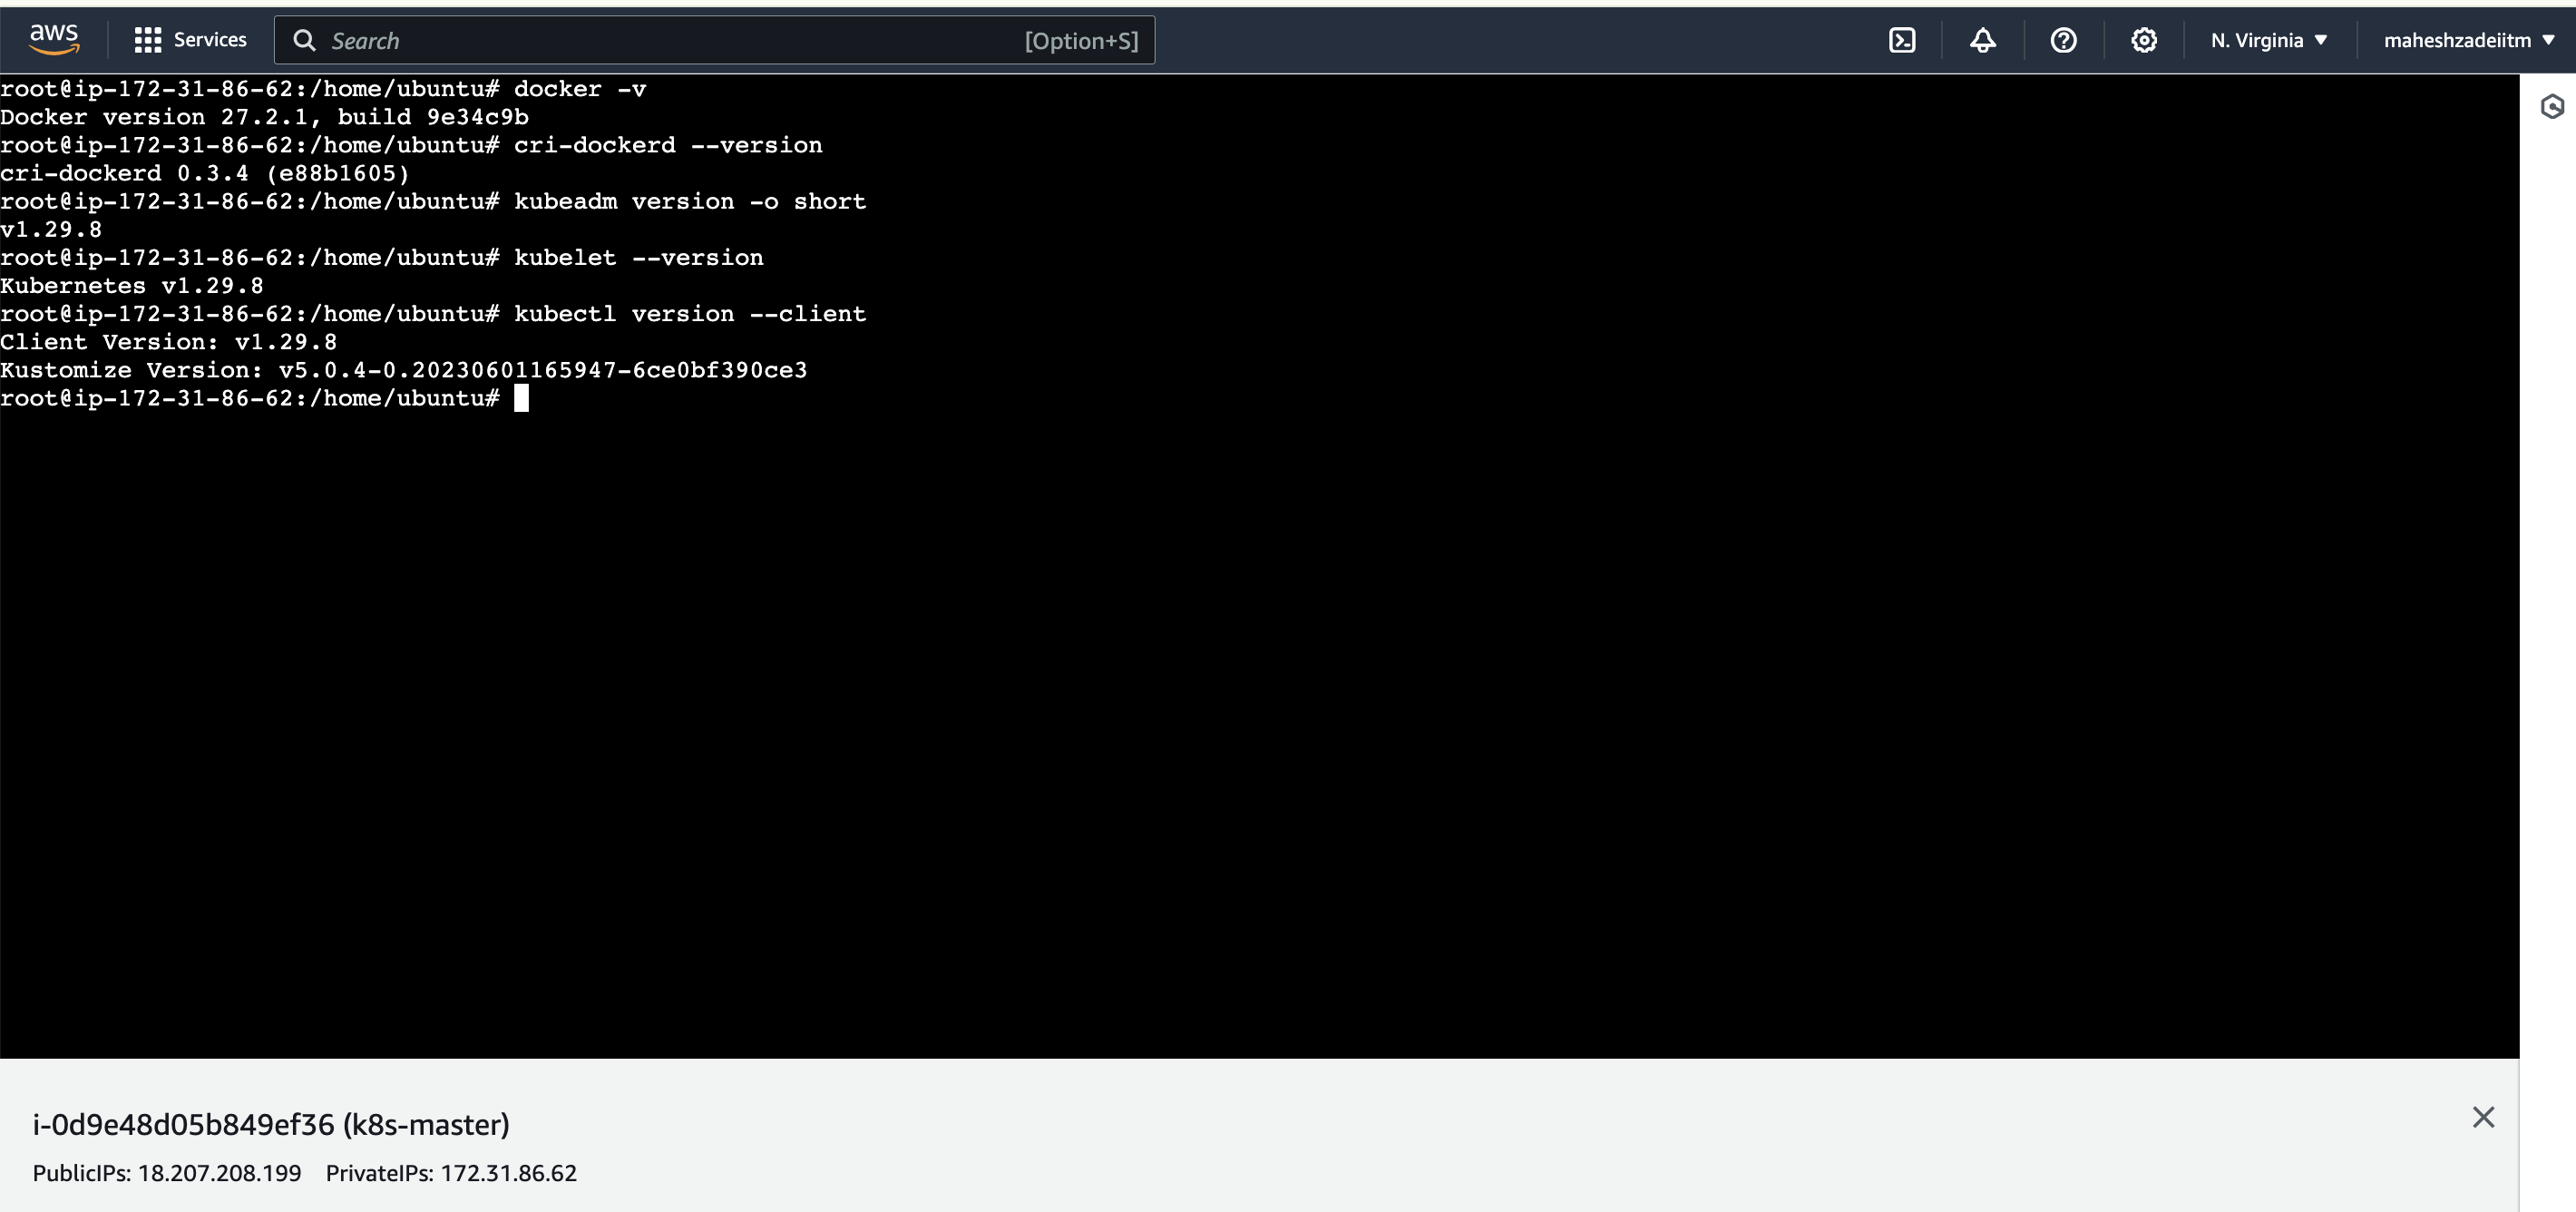 aws Services Search [Option+S] N. Virginia maheshzadeiitm
root@ip-172-31-86-62:/home/ubuntu# docker -v
Docker version 27.2.1, build 9e34c9b
root@ip-172-31-86-62:/home/ubuntu# cri-dockerd --version
cri-dockerd 0.3.4 (e88b1605)
root@ip-172-31-86-62:/home/ubuntu# kubeadm version -o short
v1.29.8
root@ip-172-31-86-62:/home/ubuntu# kubelet --version
Kubernetes v1.29.8
root@ip-172-31-86-62:/home/ubuntu# kubectl version --client
Client Version: v1.29.8
Kustomize Version: v5.0.4-0.20230601165947-6ce0bf390ce3
root@ip-172-31-86-62:/home/ubuntu#
i-0d9e48d05b849ef36 (k8s-master)
PublicIPs: 18.207.208.199 PrivateIPs: 172.31.86.62